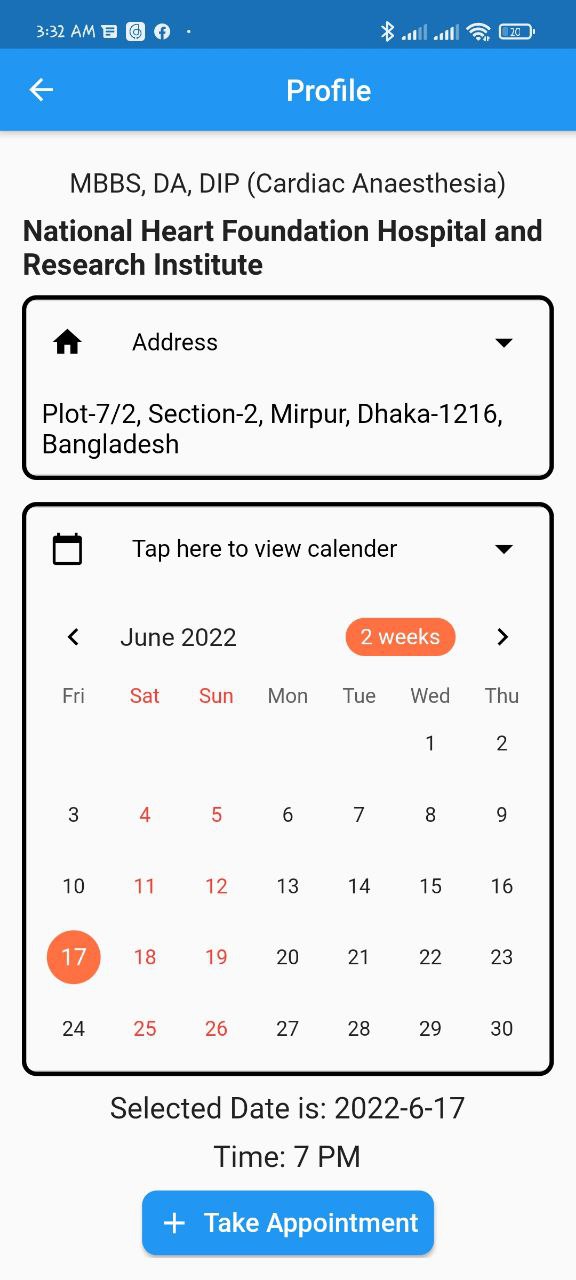 3:32 AM
20
Profile
MBBS, DA, DIP (Cardiac Anaesthesia)
National Heart Foundation Hospital and
Research Institute
Address
Plot-7/2, Section-2, Mirpur, Dhaka-1216,
Bangladesh
Tap here to view calender
June 2022 2 weeks
Fri Sat Sun Mon Tue Wed Thu
1 2
3 4 5 6 7 8 9
10 11 12 13 14 15 16
17 18 19 20 21 22 23
24 25 26 27 28 29 30
Selected Date is: 2022-6-17
Time: 7 PM
+ Take Appointment